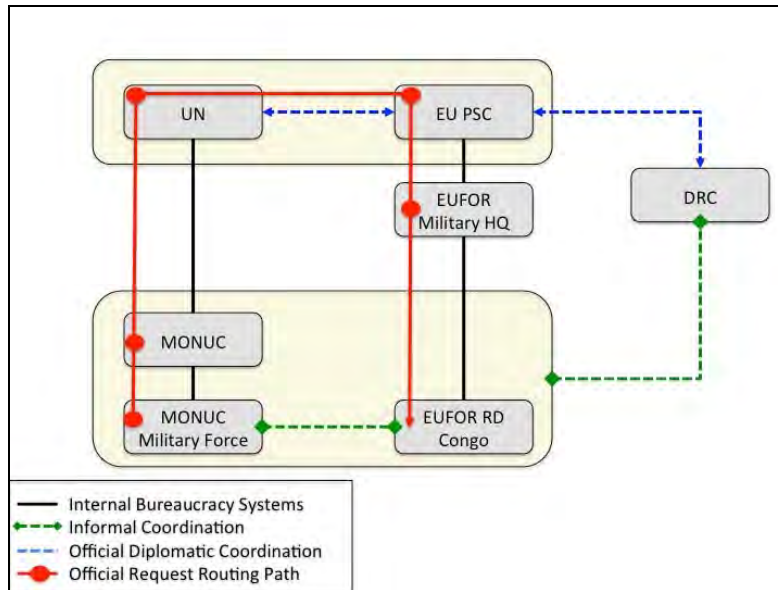 UN
EU PSC
EUFOR
Military HQ
DRC
MONUC
MONUC
Military Force
EUFOR RD
Congo
Internal Bureaucracy Systems
Informal Coordination
Official Diplomatic Coordination
Official Request Routing Path